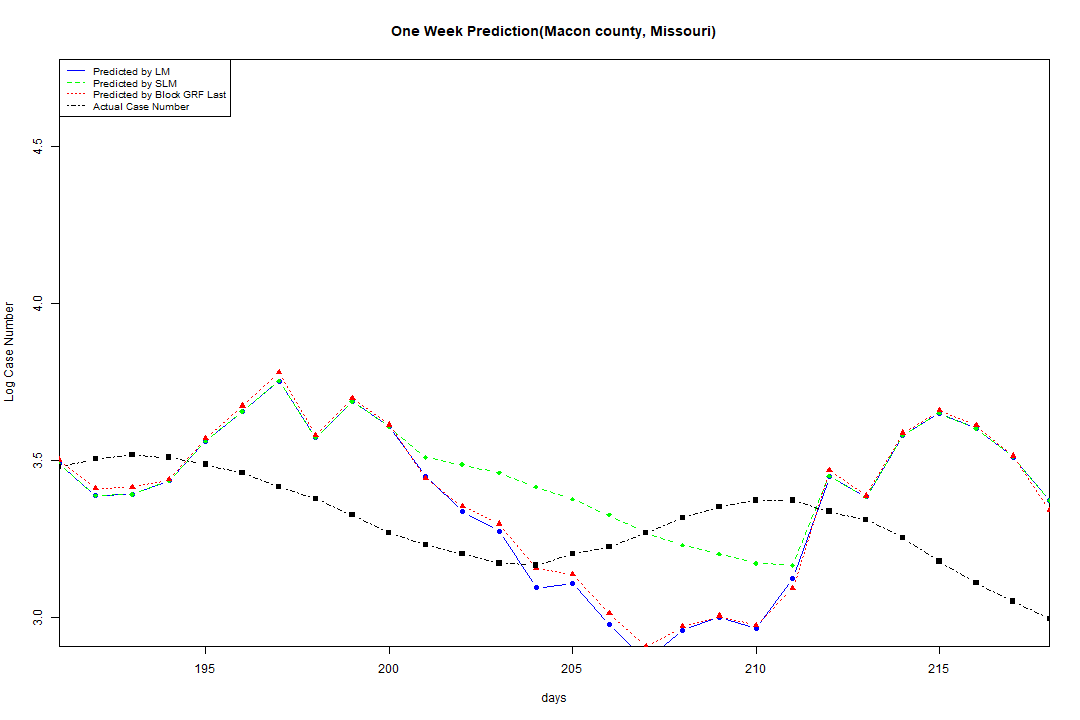 One Week Prediction(Macon county, Missouri)
Predicted by LM
Predicted by SLM
Predicted by Block GRF Last
Actual Case Number
4.5
4.0
3.5
3.0
Log Case Number
195 200 205 210 215
days